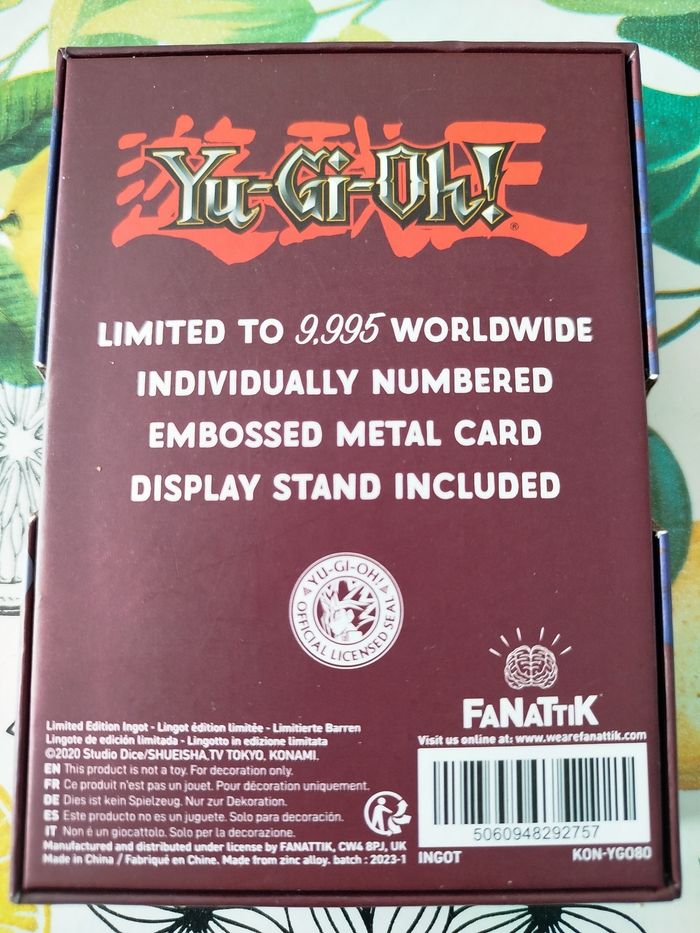 遊戯王
Yu-Gi-Oh!®
LIMITED TO 9,995 WORLDWIDE
INDIVIDUALLY NUMBERED
EMBOSSED METAL CARD
DISPLAY STAND INCLUDED
YU-GI-OH!
OFFICIAL LICENSED SEAL
FANATTIK
Visit us online at: www.wearefanattik.com
Limited Edition Ingot - Lingot édition limitée - Limitierte Barren
Lingote de edición limitada - Lingotto in edizione limitata
©2020 Studio Dice/SHUEISHA,TV TOKYO, KONAMI.
EN This product is not a toy. For decoration only.
FR Ce produit n'est pas un jouet. Pour décoration uniquement.
DE Dies ist kein Spielzeug. Nur zur Dekoration.
ES Este producto no es un juguete. Solo para decoración.
IT Non è un giocattolo. Solo per la decorazione.
Manufactured and distributed under license by FANATTIK, CW4 8PJ, UK
Made in China / Fabriqué en Chine. Made from zinc alloy. batch : 2023-1
5060948292757
INGOT KON-YGO80